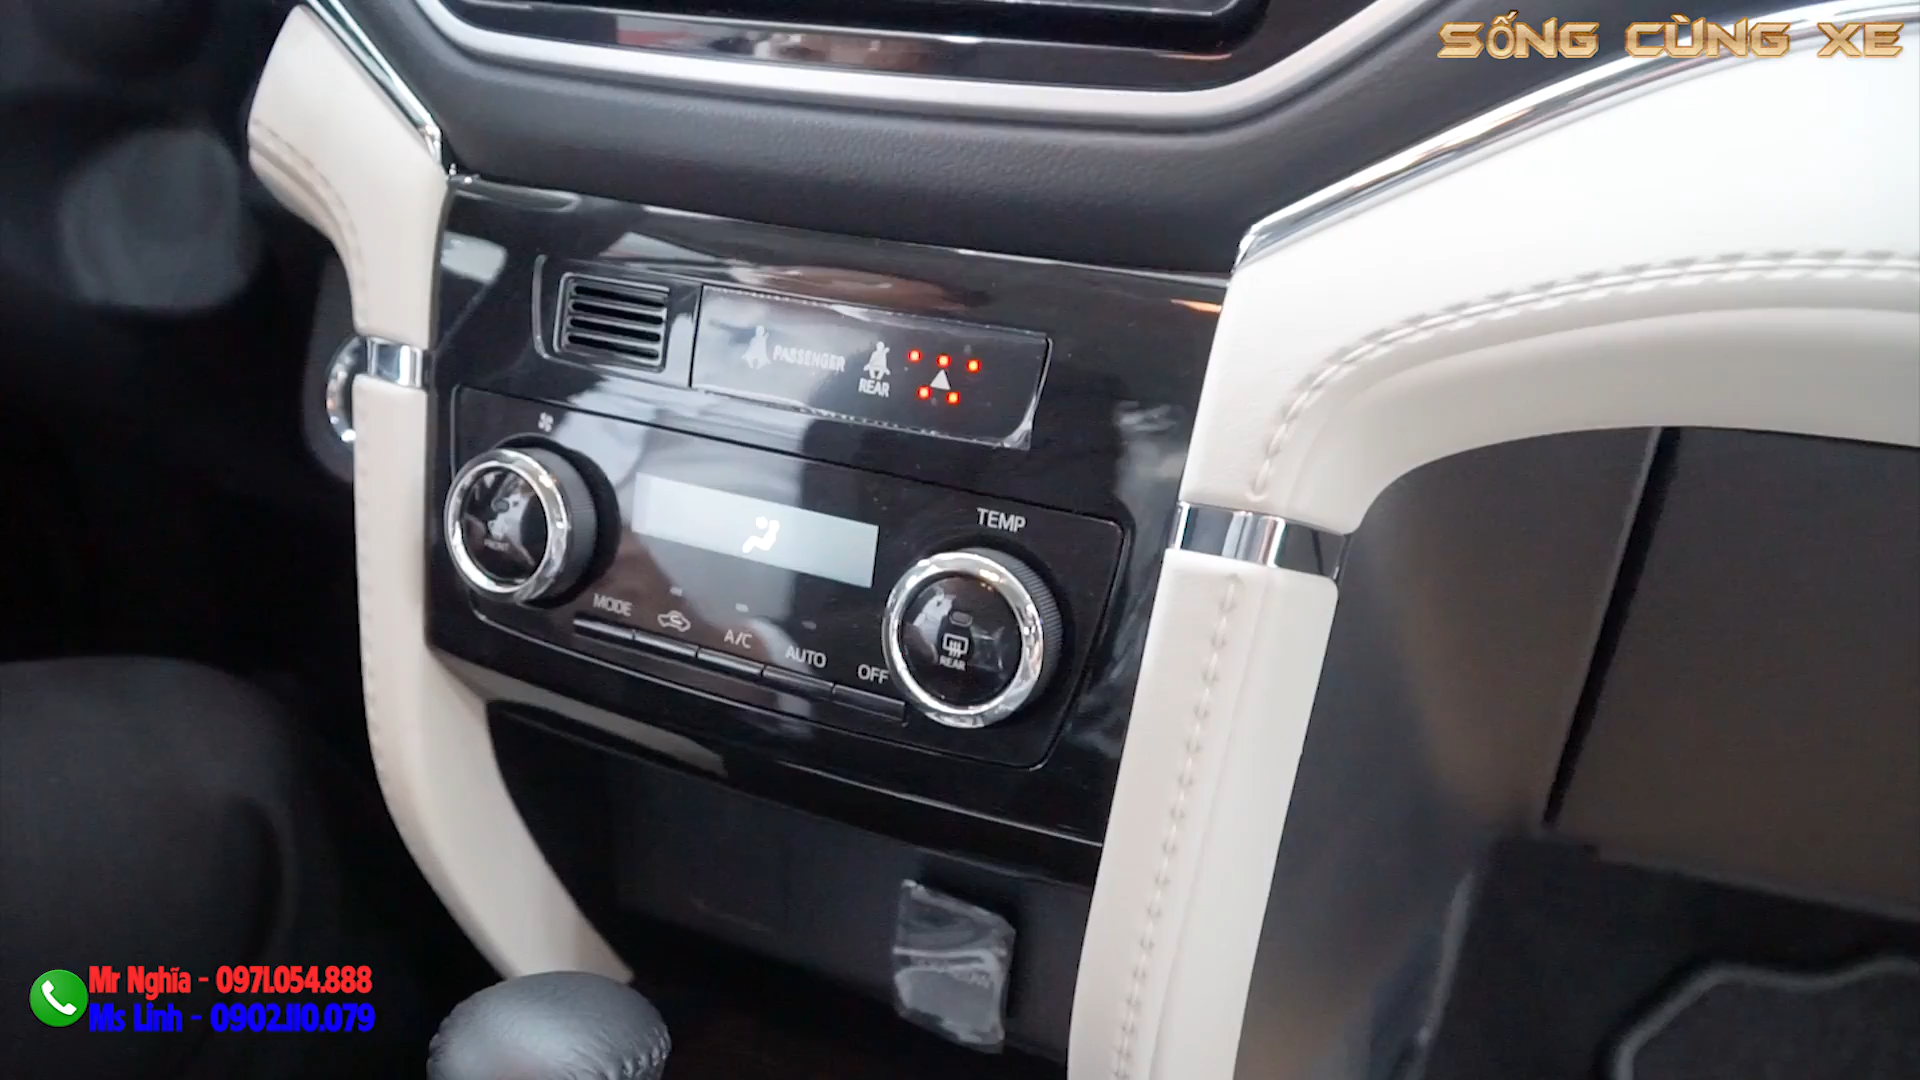 SỐNG CÙNG XE
PASSENGER
REAR
TEMP
FRONT
MODE
A/C
AUTO
OFF
REAR
Mr Nghĩa - 0971.054.888
Ms Linh - 0902.110.079